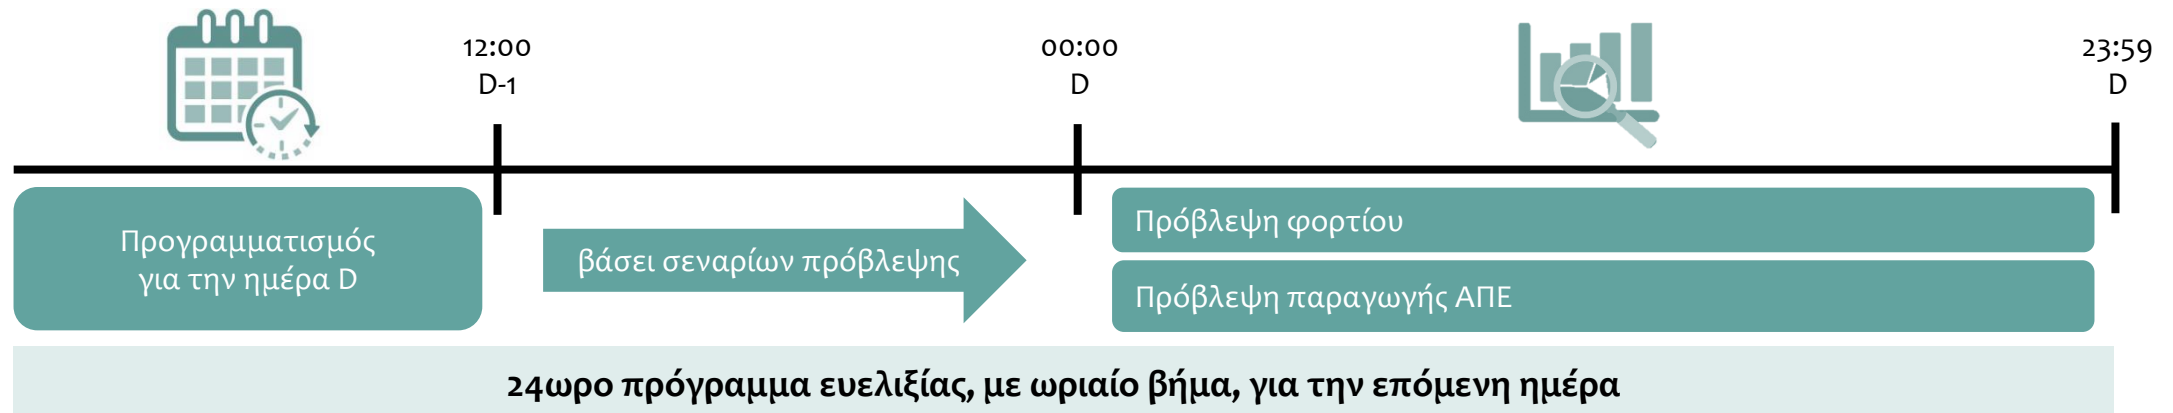 12:00
D-1
00:00
D
23:59
D
Προγραμματισμός
για την ημέρα D
βάσει σεναρίων πρόβλεψης
Πρόβλεψη φορτίου
Πρόβλεψη παραγωγής ΑΠΕ
24ωρο πρόγραμμα ευελιξίας, με ωριαίο βήμα, για την επόμενη ημέρα